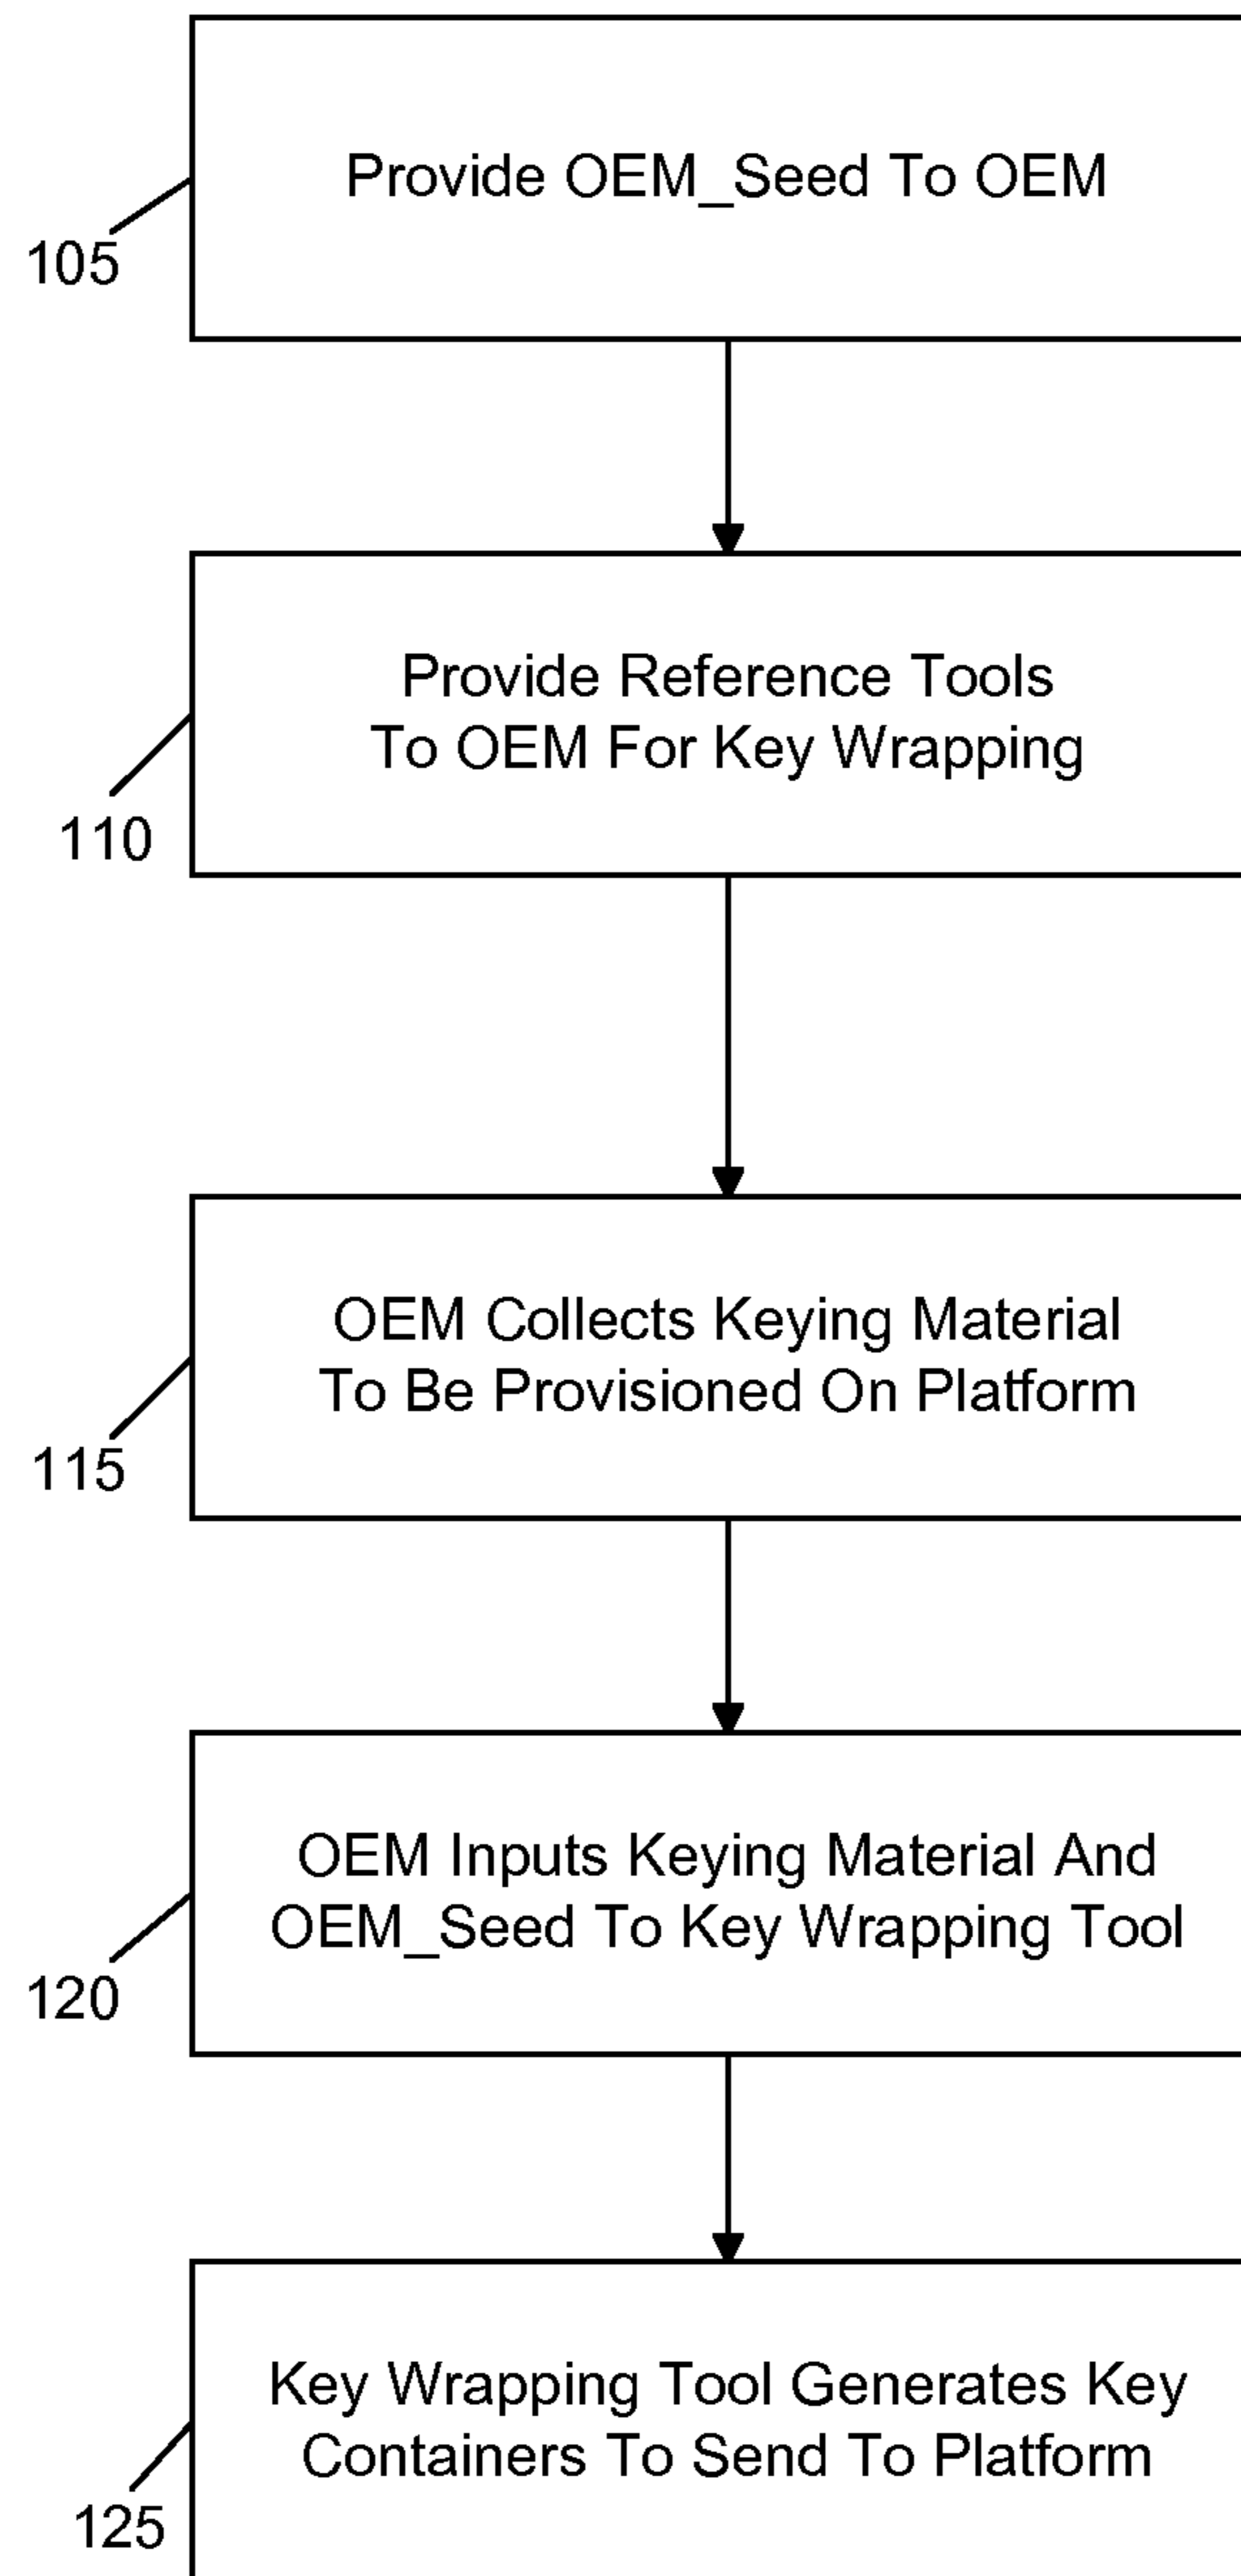 Provide OEM_Seed To OEM
105
Provide Reference Tools
To OEM For Key Wrapping
110
OEM Collects Keying Material
To Be Provisioned On Platform
115
OEM Inputs Keying Material And
OEM_Seed To Key Wrapping Tool
120
Key Wrapping Tool Generates Key
Containers To Send To Platform
125